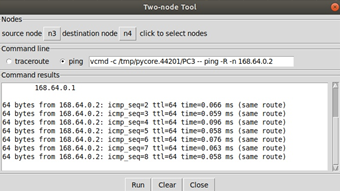 Two-node Tool
Nodes
source node n3 destination node n4 click to select nodes
Command line
traceroute ping vcmd -c /tmp/pycore.44201/PC3 -- ping -R -n 168.64.0.2
Command results
168.64.0.1
64 bytes from 168.64.0.2: icmp_seq=2 ttl=64 time=0.066 ms (same route)
64 bytes from 168.64.0.2: icmp_seq=3 ttl=64 time=0.059 ms (same route)
64 bytes from 168.64.0.2: icmp_seq=4 ttl=64 time=0.096 ms (same route)
64 bytes from 168.64.0.2: icmp_seq=5 ttl=64 time=0.058 ms (same route)
64 bytes from 168.64.0.2: icmp_seq=6 ttl=64 time=0.076 ms (same route)
64 bytes from 168.64.0.2: icmp_seq=7 ttl=64 time=0.063 ms (same route)
64 bytes from 168.64.0.2: icmp_seq=8 ttl=64 time=0.058 ms (same route)
Run Clear Close